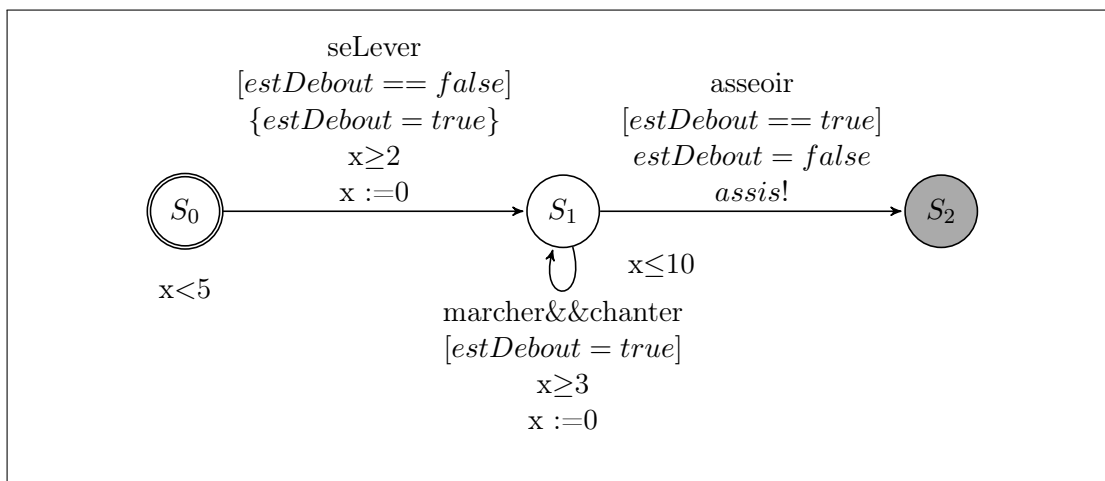 seLever
[estDebout == false]
{estDebout = true}
x≥2
x :=0
asseoir
[estDebout == true]
estDebout = false
assis!
S₀
S₁
S₂
x<5
x≤10
marcher&&chanter
[estDebout = true]
x≥3
x :=0